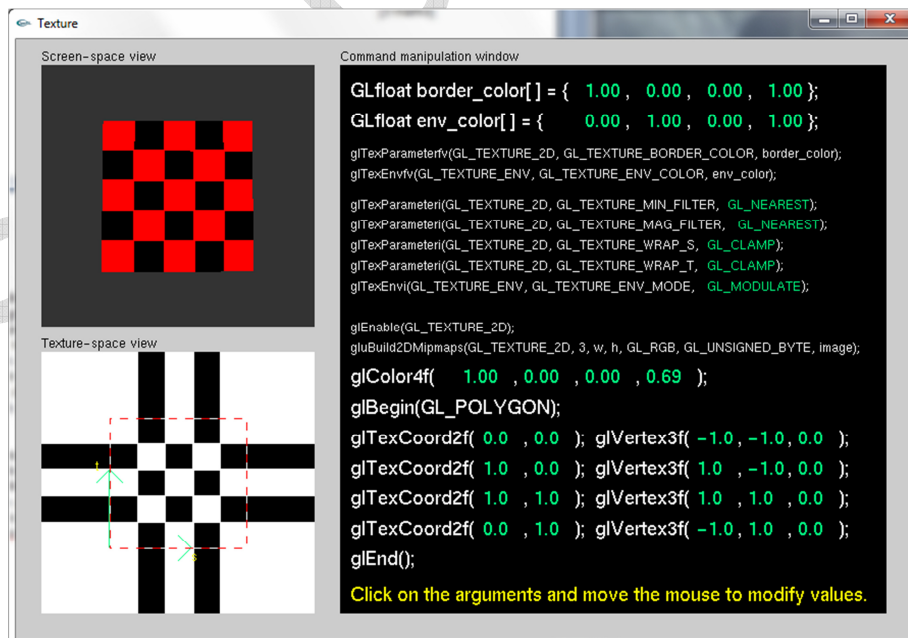 Texture
Screen-space view
Command manipulation window
GLfloat border_color[ ] = { 1.00 , 0.00 , 0.00 , 1.00 };
GLfloat env_color[ ] = { 0.00 , 1.00 , 0.00 , 1.00 };
glTexParameterfv(GL_TEXTURE_2D, GL_TEXTURE_BORDER_COLOR, border_color);
glTexEnvfv(GL_TEXTURE_ENV, GL_TEXTURE_ENV_COLOR, env_color);
glTexParameteri(GL_TEXTURE_2D, GL_TEXTURE_MIN_FILTER, GL_NEAREST);
glTexParameteri(GL_TEXTURE_2D, GL_TEXTURE_MAG_FILTER, GL_NEAREST);
glTexParameteri(GL_TEXTURE_2D, GL_TEXTURE_WRAP_S, GL_CLAMP);
glTexParameteri(GL_TEXTURE_2D, GL_TEXTURE_WRAP_T, GL_CLAMP);
glTexEnvi(GL_TEXTURE_ENV, GL_TEXTURE_ENV_MODE, GL_MODULATE);
glEnable(GL_TEXTURE_2D);
gluBuild2DMipmaps(GL_TEXTURE_2D, 3, w, h, GL_RGB, GL_UNSIGNED_BYTE, image);
glColor4f( 1.00 , 0.00 , 0.00 , 0.69 );
glBegin(GL_POLYGON);
glTexCoord2f( 0.0 , 0.0 ); glVertex3f( -1.0 , -1.0 , 0.0 );
glTexCoord2f( 1.0 , 0.0 ); glVertex3f( 1.0 , -1.0 , 0.0 );
glTexCoord2f( 1.0 , 1.0 ); glVertex3f( 1.0 , 1.0 , 0.0 );
glTexCoord2f( 0.0 , 1.0 ); glVertex3f( -1.0 , 1.0 , 0.0 );
glEnd();
Click on the arguments and move the mouse to modify values.
Texture-space view
t
s